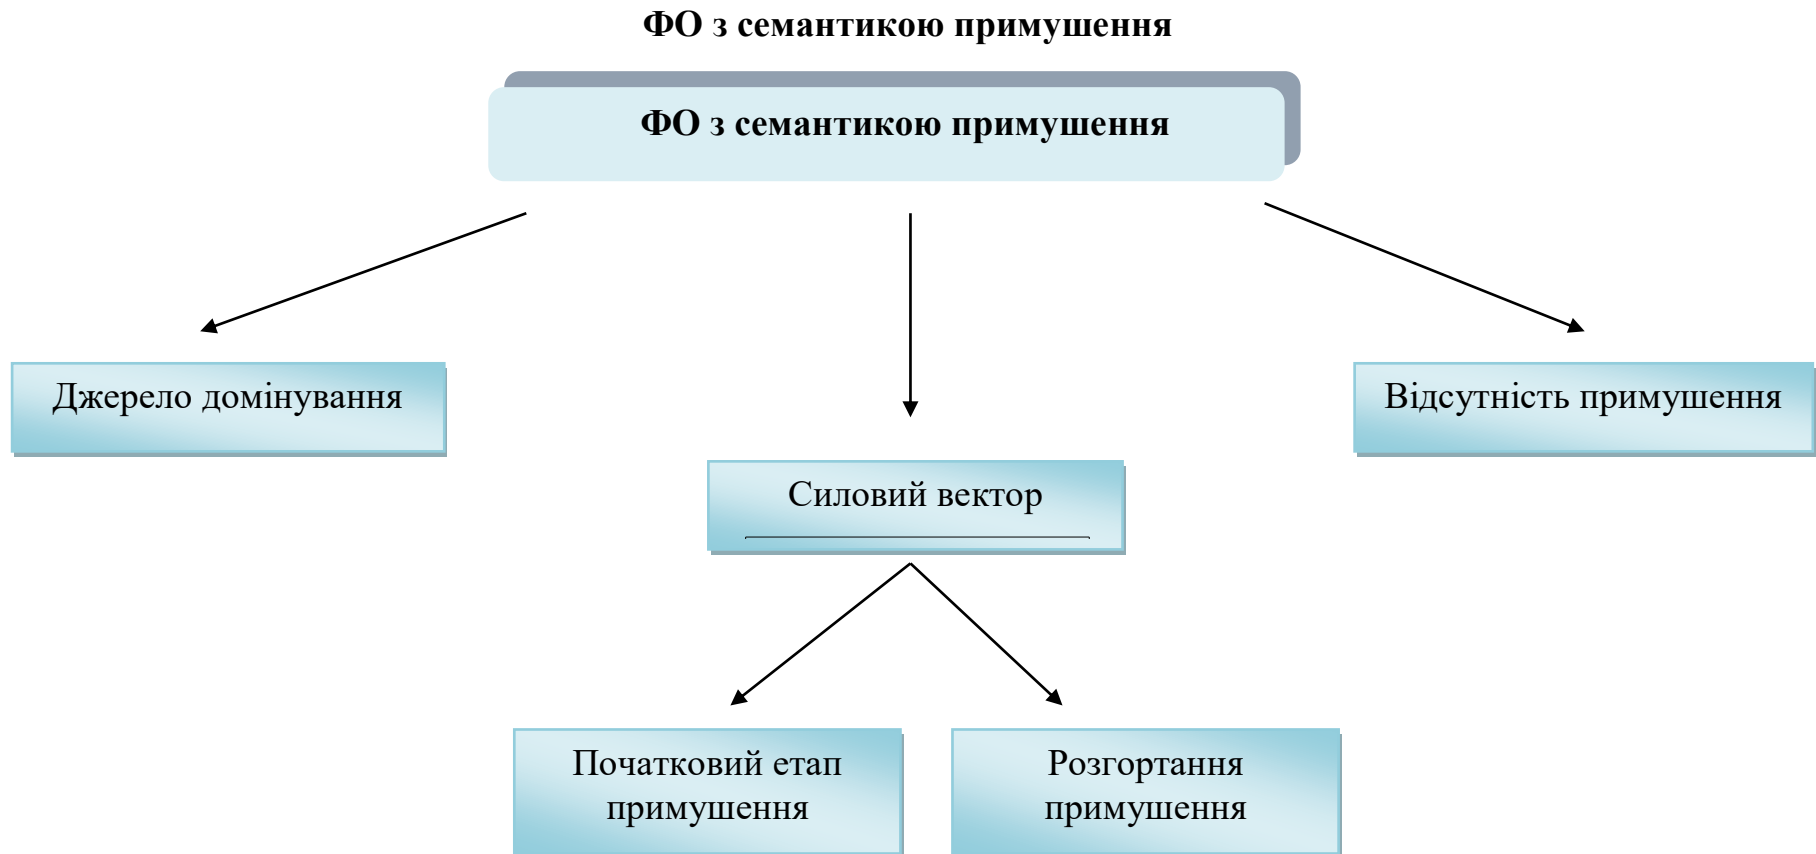 ФО з семантикою примушення
ФО з семантикою примушення
Джерело домінування
Відсутність примушення
Силовий вектор
Початковий етап
примушення
Розгортання
примушення